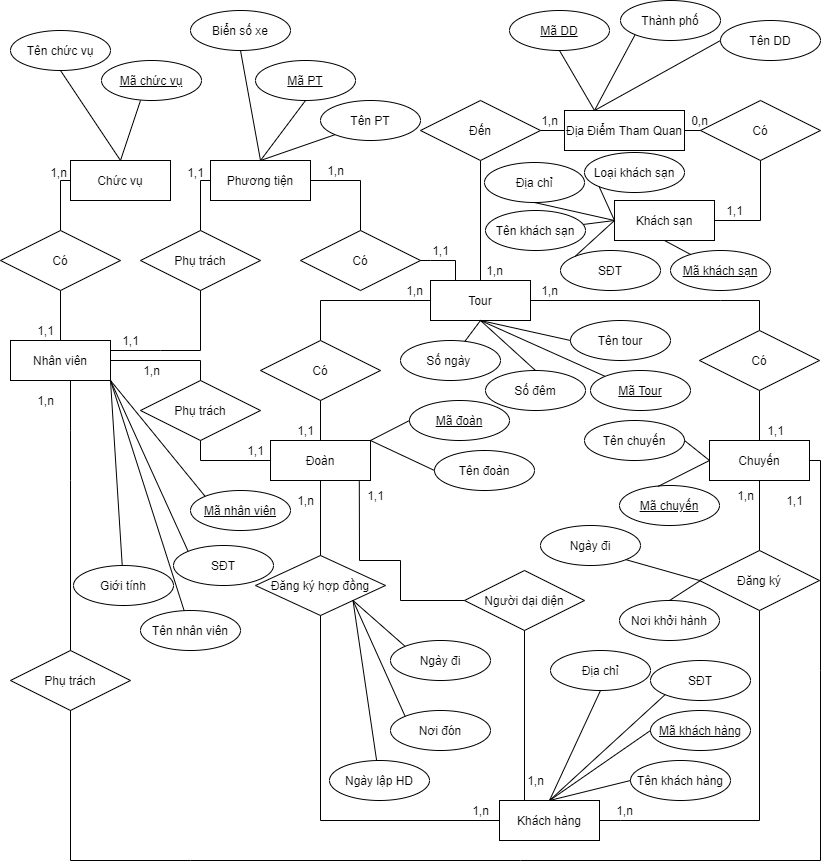 Tên chức vụ
Mã chức vụ
Biển số xe
Mã PT
Tên PT
Mã DD
Thành phố
Tên DD
1,n
Chức vụ
1,1
Phương tiện
1,n
Đến
1,n
Địa Điểm Tham Quan
0,n
Có
Địa chỉ
Loại khách sạn
Tên khách sạn
Khách sạn
1,1
SĐT
Mã khách sạn
Có
Phụ trách
Có
1,1
1,n
1,n
Tour
1,n
1,1
1,1
Nhân viên
1,n
1,n
Số ngày
Số đêm
Tên tour
Mã Tour
Có
Có
Phụ trách
1,1
1,1
Đoàn
Mã đoàn
Tên đoàn
1,1
Tên chuyến
Chuyến
Mã chuyến
1,n
1,1
1,n
1,1
Mã nhân viên
SĐT
Giới tính
Tên nhân viên
Đăng ký hợp đồng
Người đại diện
Ngày đi
Đăng ký
Nơi khởi hành
Phụ trách
Ngày đi
Nơi đón
Ngày lập HD
Địa chỉ
SĐT
Mã khách hàng
Tên khách hàng
1,n
1,n
Khách hàng
1,n